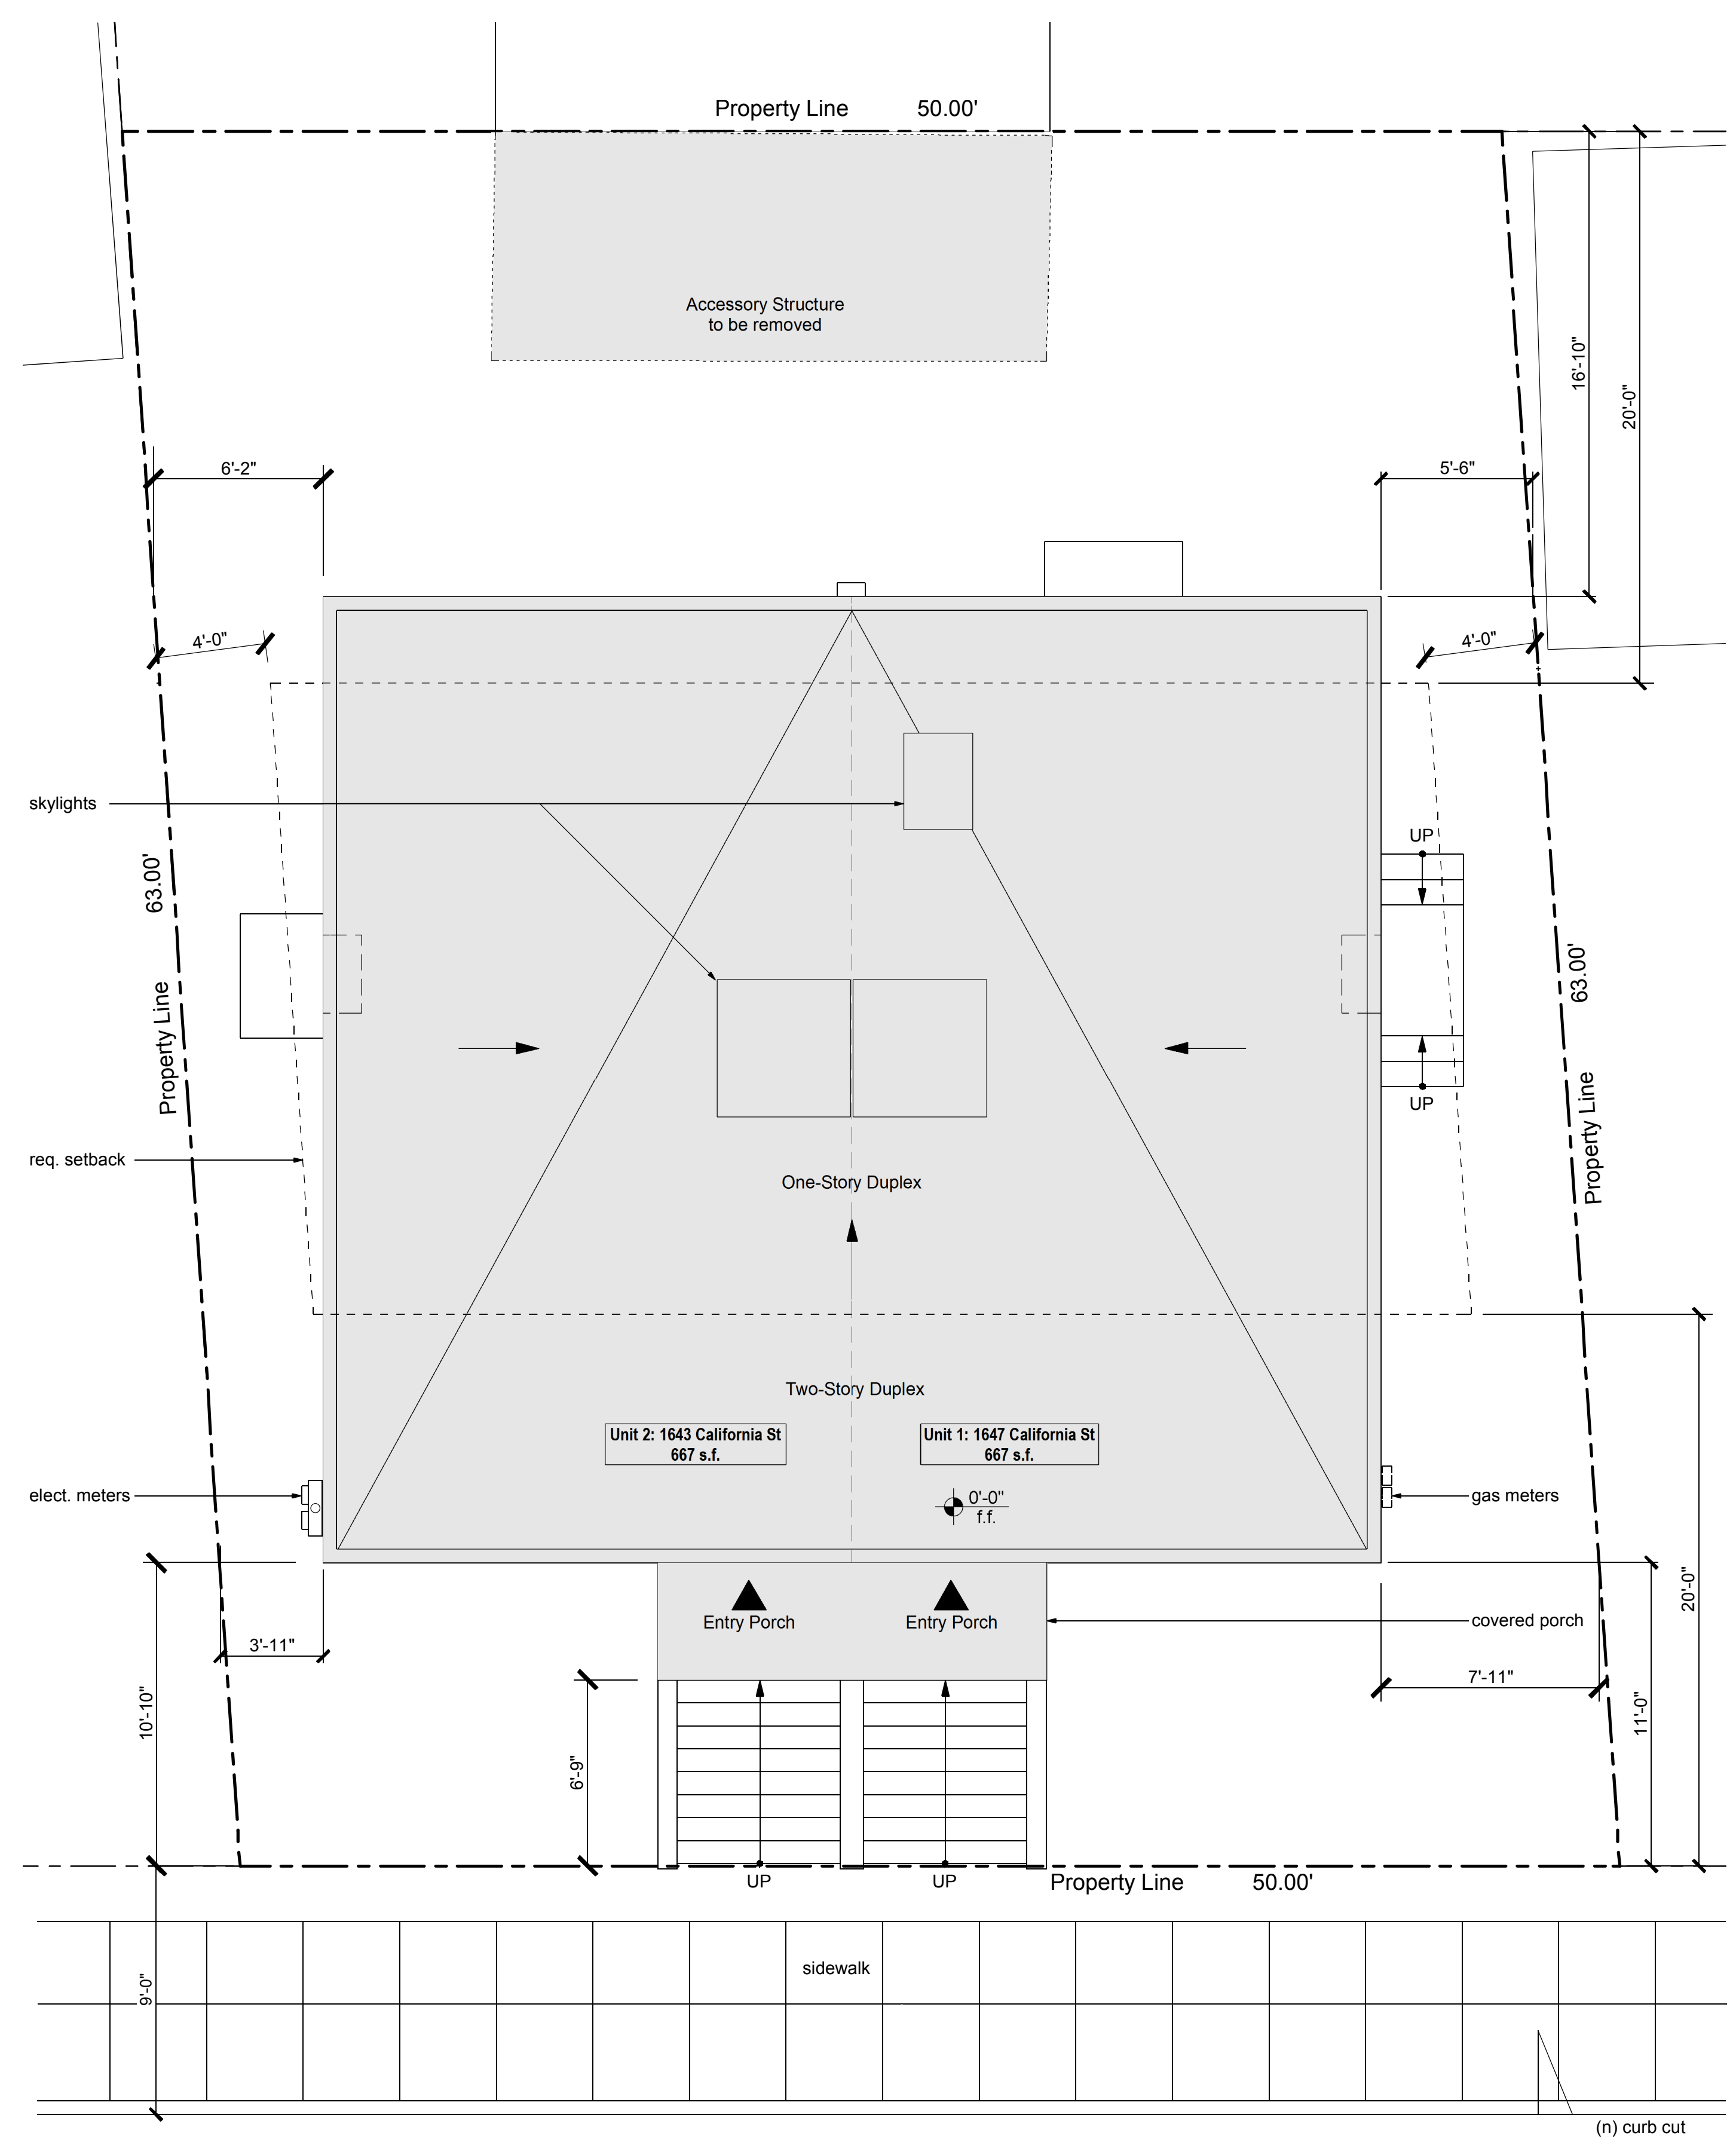 Property Line 50.00'
Accessory Structure
to be removed
16'-10"
20'-0"
6'-2"
5'-6"
4'-0"
4'-0"
skylights
UP
63.00'
Property Line
63.00'
Property Line
UP
req. setback
One-Story Duplex
Two-Story Duplex
Unit 2: 1643 California St
667 s.f.
Unit 1: 1647 California St
667 s.f.
elect. meters
0'-0"
f.f.
gas meters
Entry Porch
Entry Porch
covered porch
20'-0"
3'-11"
7'-11"
10'-10"
11'-0"
6'-9"
UP
UP
Property Line 50.00'
sidewalk
9'-0"
(n) curb cut